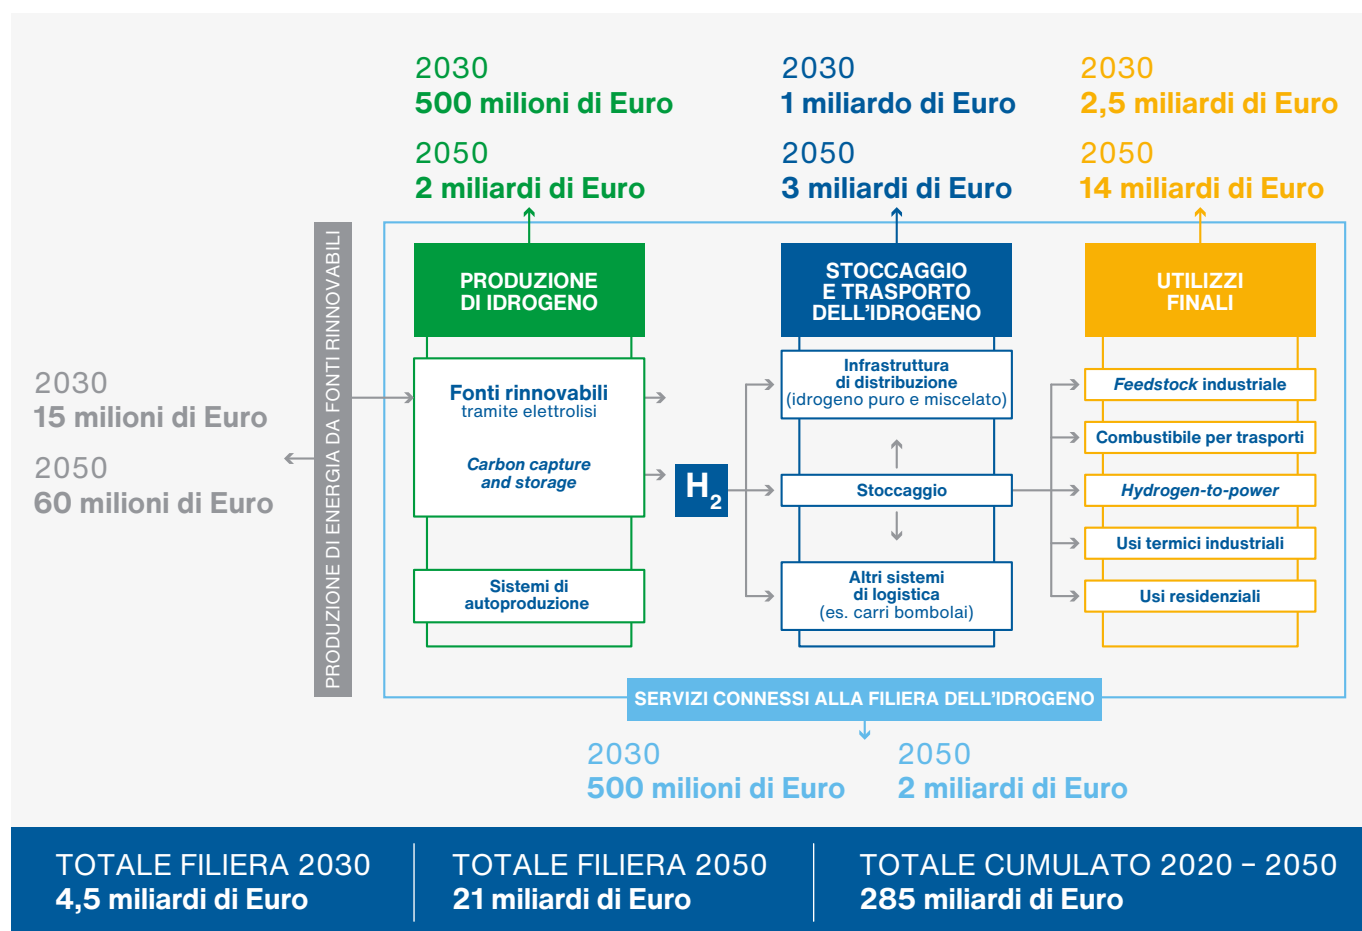 2030
500 milioni di Euro
2050
2 miliardi di Euro
2030
1 miliardo di Euro
2050
3 miliardi di Euro
2030
2,5 miliardi di Euro
2050
14 miliardi di Euro
2030
15 milioni di Euro
2050
60 milioni di Euro
PRODUZIONE DI ENERGIA DA FONTI RINNOVABILI
PRODUZIONE
DI IDROGENO
Fonti rinnovabili
tramite elettrolisi
Carbon capture
and storage
Sistemi di
autoproduzione
H2
STOCCAGGIO
E TRASPORTO
DELL’IDROGENO
Infrastruttura
di distribuzione
(idrogeno puro e miscelato)
Stoccaggio
Altri sistemi
di logistica
(es. carri bombolai)
UTILIZZI
FINALI
Feedstock industriale
Combustibile per trasporti
Hydrogen-to-power
Usi termici industriali
Usi residenziali
SERVIZI CONNESSI ALLA FILIERA DELL’IDROGENO
2030
500 milioni di Euro
2050
2 miliardi di Euro
TOTALE FILIERA 2030
4,5 miliardi di Euro
TOTALE FILIERA 2050
21 miliardi di Euro
TOTALE CUMULATO 2020 – 2050
285 miliardi di Euro